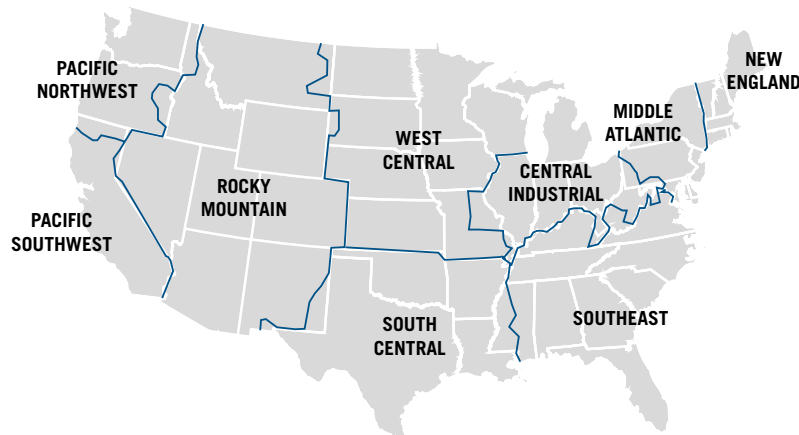 PACIFIC
NORTHWEST
NEW
ENGLAND
MIDDLE
ATLANTIC
WEST
CENTRAL
CENTRAL
INDUSTRIAL
ROCKY
MOUNTAIN
PACIFIC
SOUTHWEST
SOUTH
CENTRAL
SOUTHEAST